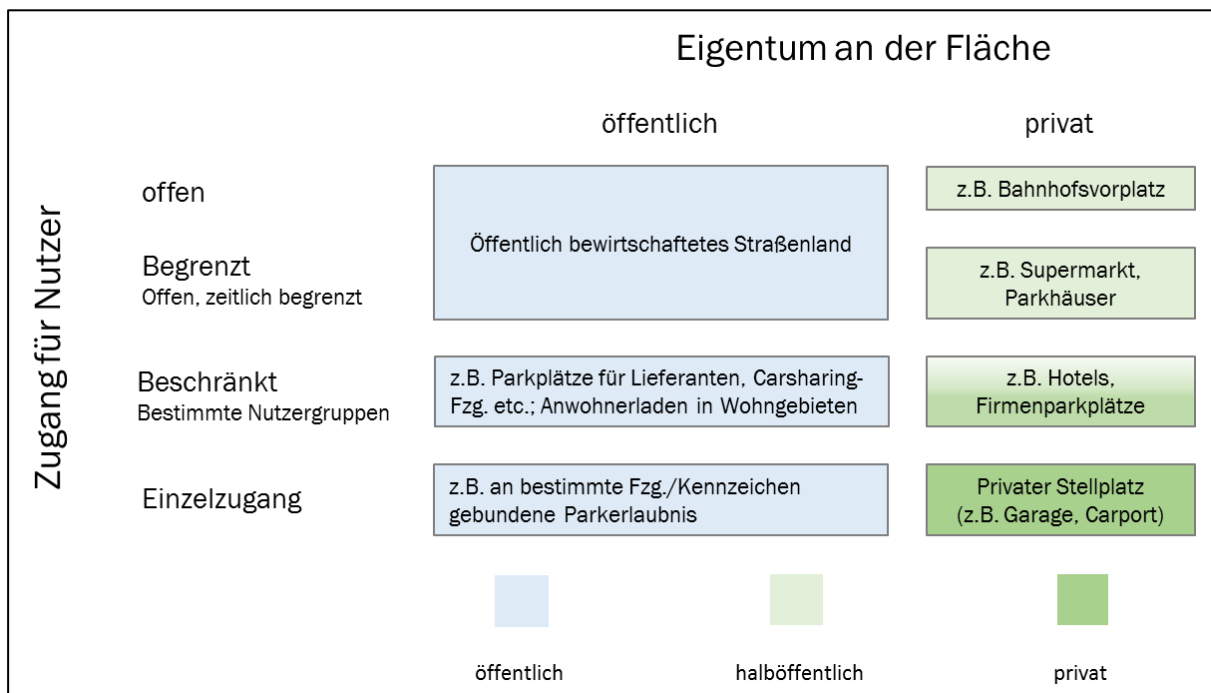 Eigentum an der Fläche
öffentlich
privat
Zugang für Nutzer
offen
Öffentlich bewirtschaftetes Straßenland
z.B. Bahnhofsvorplatz
Begrenzt
Offen, zeitlich begrenzt
z.B. Supermarkt,
Parkhäuser
Beschränkt
Bestimmte Nutzergruppen
z.B. Parkplätze für Lieferanten, Carsharing-
Fzg. etc.; Anwohnerladen in Wohngebieten
z.B. Hotels,
Firmenparkplätze
Einzelzugang
z.B. an bestimmte Fzg./Kennzeichen
gebundene Parkerlaubnis
Privater Stellplatz
(z.B. Garage, Carport)
öffentlich
halböffentlich
privat